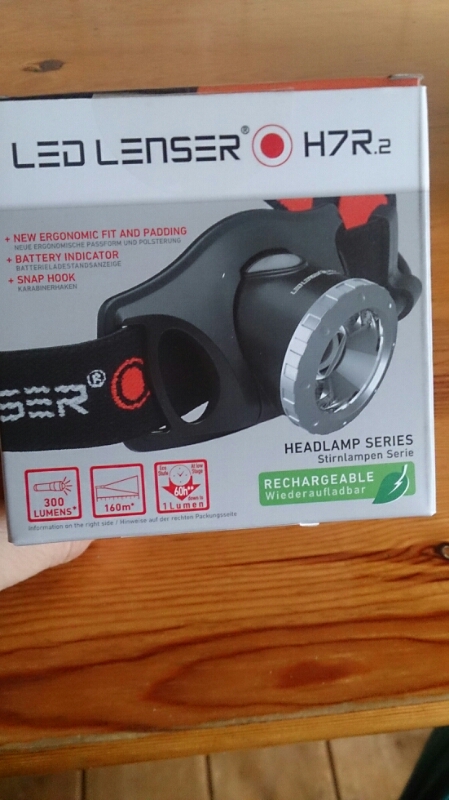 LED LENSER® H7R.2
+ NEW ERGONOMIC FIT AND PADDING
NEUE ERGONOMISCHE PASSFORM UND POLSTERUNG
+ BATTERY INDICATOR
BATTERIELADESTANDSANZEIGE
+ SNAP HOOK
KARABINERHAKEN
LED LENSER
SER®
HEADLAMP SERIES
Stirnlampen Serie
RECHARGEABLE
Wiederaufladbar
300
LUMENS*
160m*
60h**
1 Lumen
Information on the right side / Hinweise auf der rechten Packungsseite